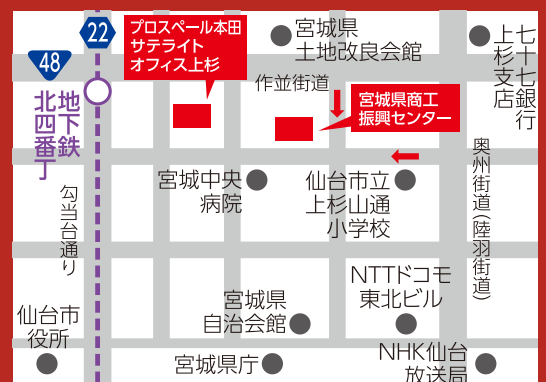 22
48
プロスペール本田
サテライト
オフィス上杉
宮城県
土地改良会館
七十七銀行
上杉支店
作並街道
宮城県商工
振興センター
地下鉄
北四番丁
勾当台通り
宮城中央
病院
仙台市立
上杉山通
小学校
奥州街道(陸羽街道)
NTTドコモ
東北ビル
宮城県
自治会館
仙台市
役所
宮城県庁
NHK仙台
放送局